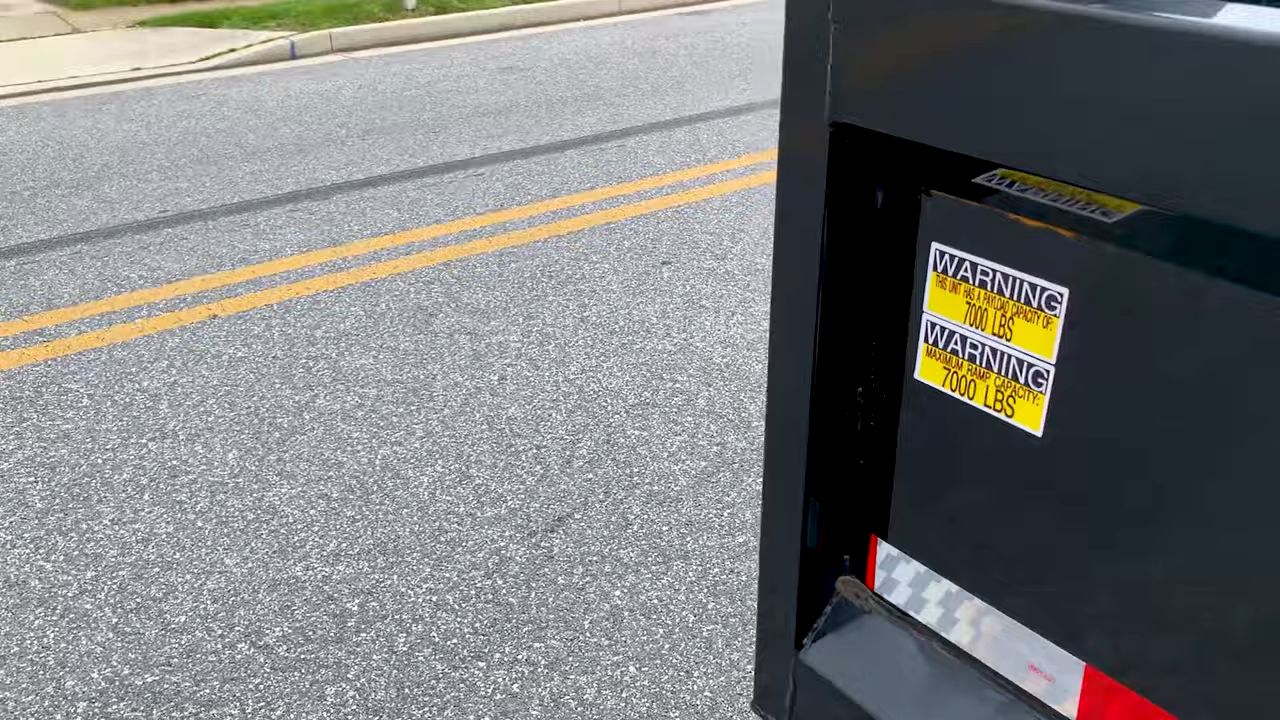 WARNING
THIS UNIT HAS A PAYLOAD CAPACITY OF:
7000 LBS
WARNING
MAXIMUM RAMP CAPACITY:
7000 LBS